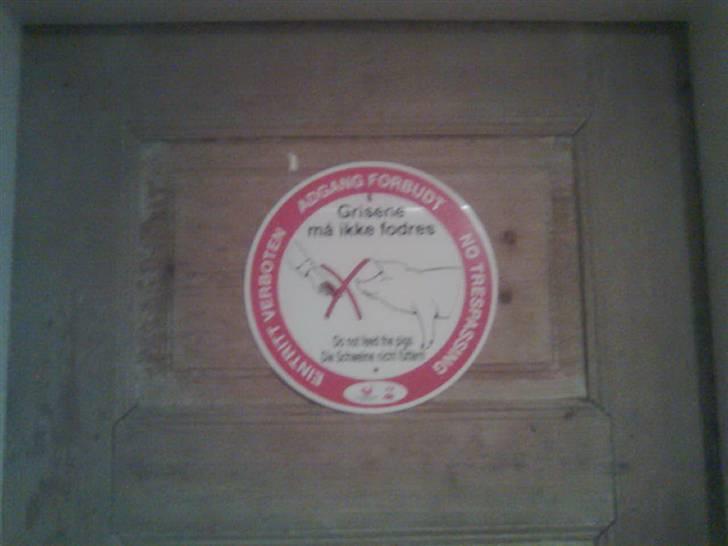 ADGANG FORBUDT
EINTRITT VERBOTEN
NO TRESPASSING
Grisene
må ikke fodres
Do not feed the pigs
Die Schweine nicht füttern